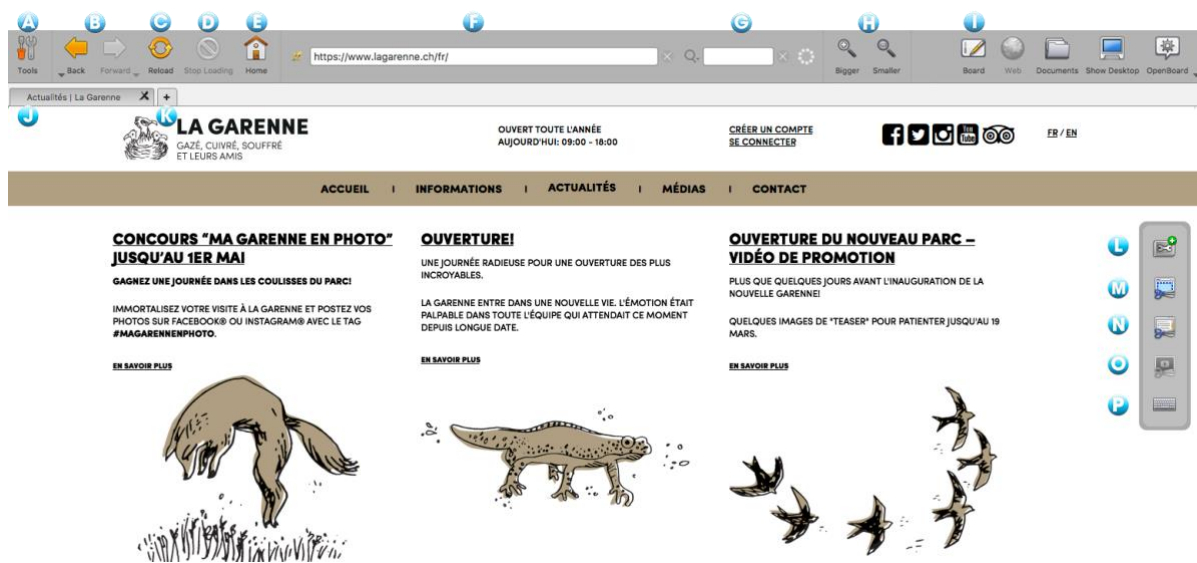 A B C D E F G H I
https://www.lagarenne.ch/fr/
Tools Back Forward Reload Stop Loading Home Bigger Smaller Board Web Documents Show Desktop OpenBoard
Actualités | La Garenne X +
J K
LA GARENNE
GAZÉ, CUIVRÉ, SOUFFRÉ
ET LEURS AMIS
OUVERT TOUTE L'ANNÉE
AUJOURD'HUI: 09:00 - 18:00
CRÉER UN COMPTE
SE CONNECTER
You Tube
FR / EN
ACCUEIL I INFORMATIONS I ACTUALITÉS I MÉDIAS I CONTACT
CONCOURS "MA GARENNE EN PHOTO"
JUSQU'AU 1ER MAI
GAGNEZ UNE JOURNÉE DANS LES COULISSES DU PARC!
IMMORTALISEZ VOTRE VISITE À LA GARENNE ET POSTEZ VOS
PHOTOS SUR FACEBOOK® OU INSTAGRAM® AVEC LE TAG
#MAGARENNENPHOTO.
EN SAVOIR PLUS
OUVERTURE!
UNE JOURNÉE RADIEUSE POUR UNE OUVERTURE DES PLUS
INCROYABLES.
LA GARENNE ENTRE DANS UNE NOUVELLE VIE. L'ÉMOTION ÉTAIT
PALPABLE DANS TOUTE L'ÉQUIPE QUI ATTENDAIT CE MOMENT
DEPUIS LONGUE DATE.
EN SAVOIR PLUS
OUVERTURE DU NOUVEAU PARC –
VIDÉO DE PROMOTION
PLUS QUE QUELQUES JOURS AVANT L'INAUGURATION DE LA
NOUVELLE GARENNE!
QUELQUES IMAGES DE "TEASER" POUR PATIENTER JUSQU'AU 19
MARS.
EN SAVOIR PLUS
L
M
N
O
P